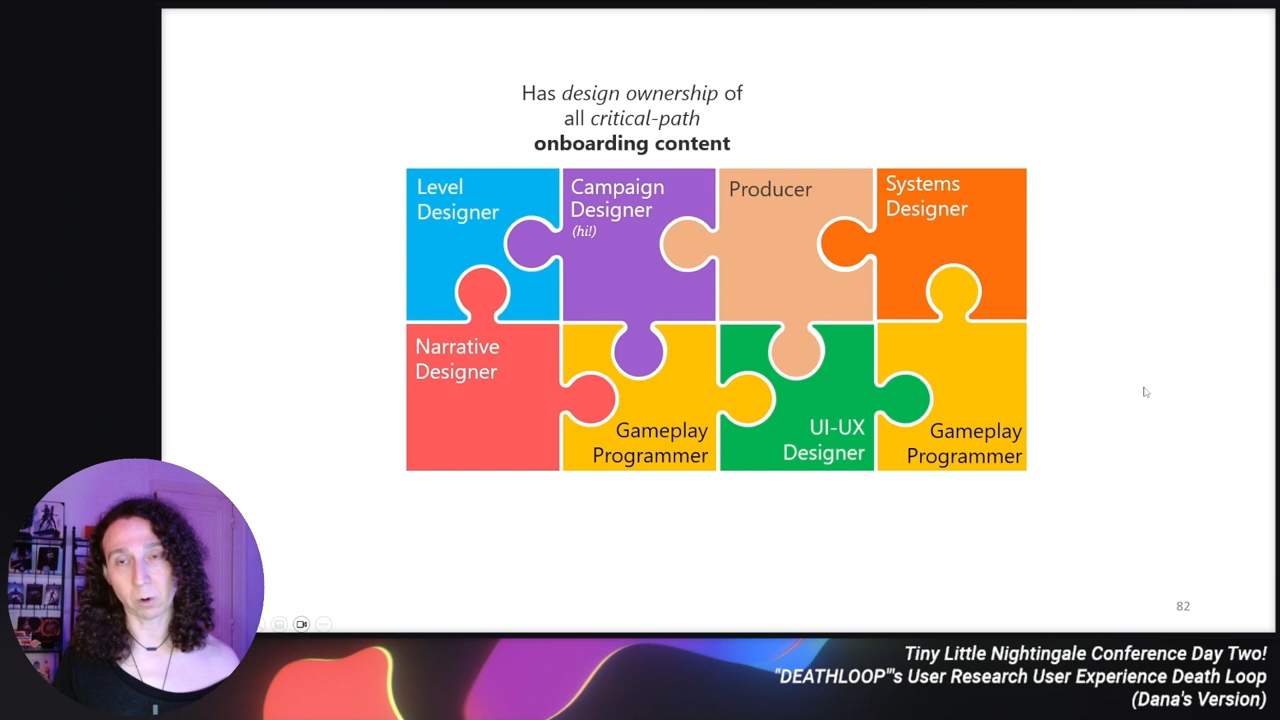 Has design ownership of
all critical-path
onboarding content
Level
Designer
Campaign
Designer
(hi!)
Producer
Systems
Designer
Narrative
Designer
Gameplay
Programmer
UI-UX
Designer
Gameplay
Programmer
82
Tiny Little Nightingale Conference Day Two!
"DEATHLOOP"'s User Research User Experience Death Loop
(Dana's Version)